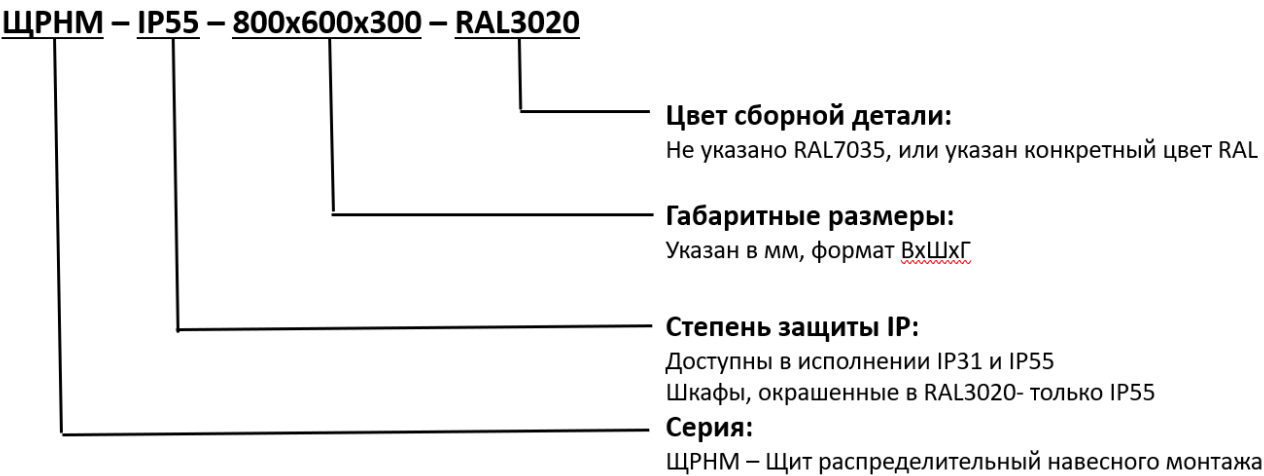 ЩРНМ – IP55 – 800х600х300 – RAL3020
Цвет сборной детали:
Не указано RAL7035, или указан конкретный цвет RAL
Габаритные размеры:
Указан в мм, формат ВхШхГ
Степень защиты IP:
Доступны в исполнении IP31 и IP55
Шкафы, окрашенные в RAL3020- только IP55
Серия:
ЩРНМ – Щит распределительный навесного монтажа